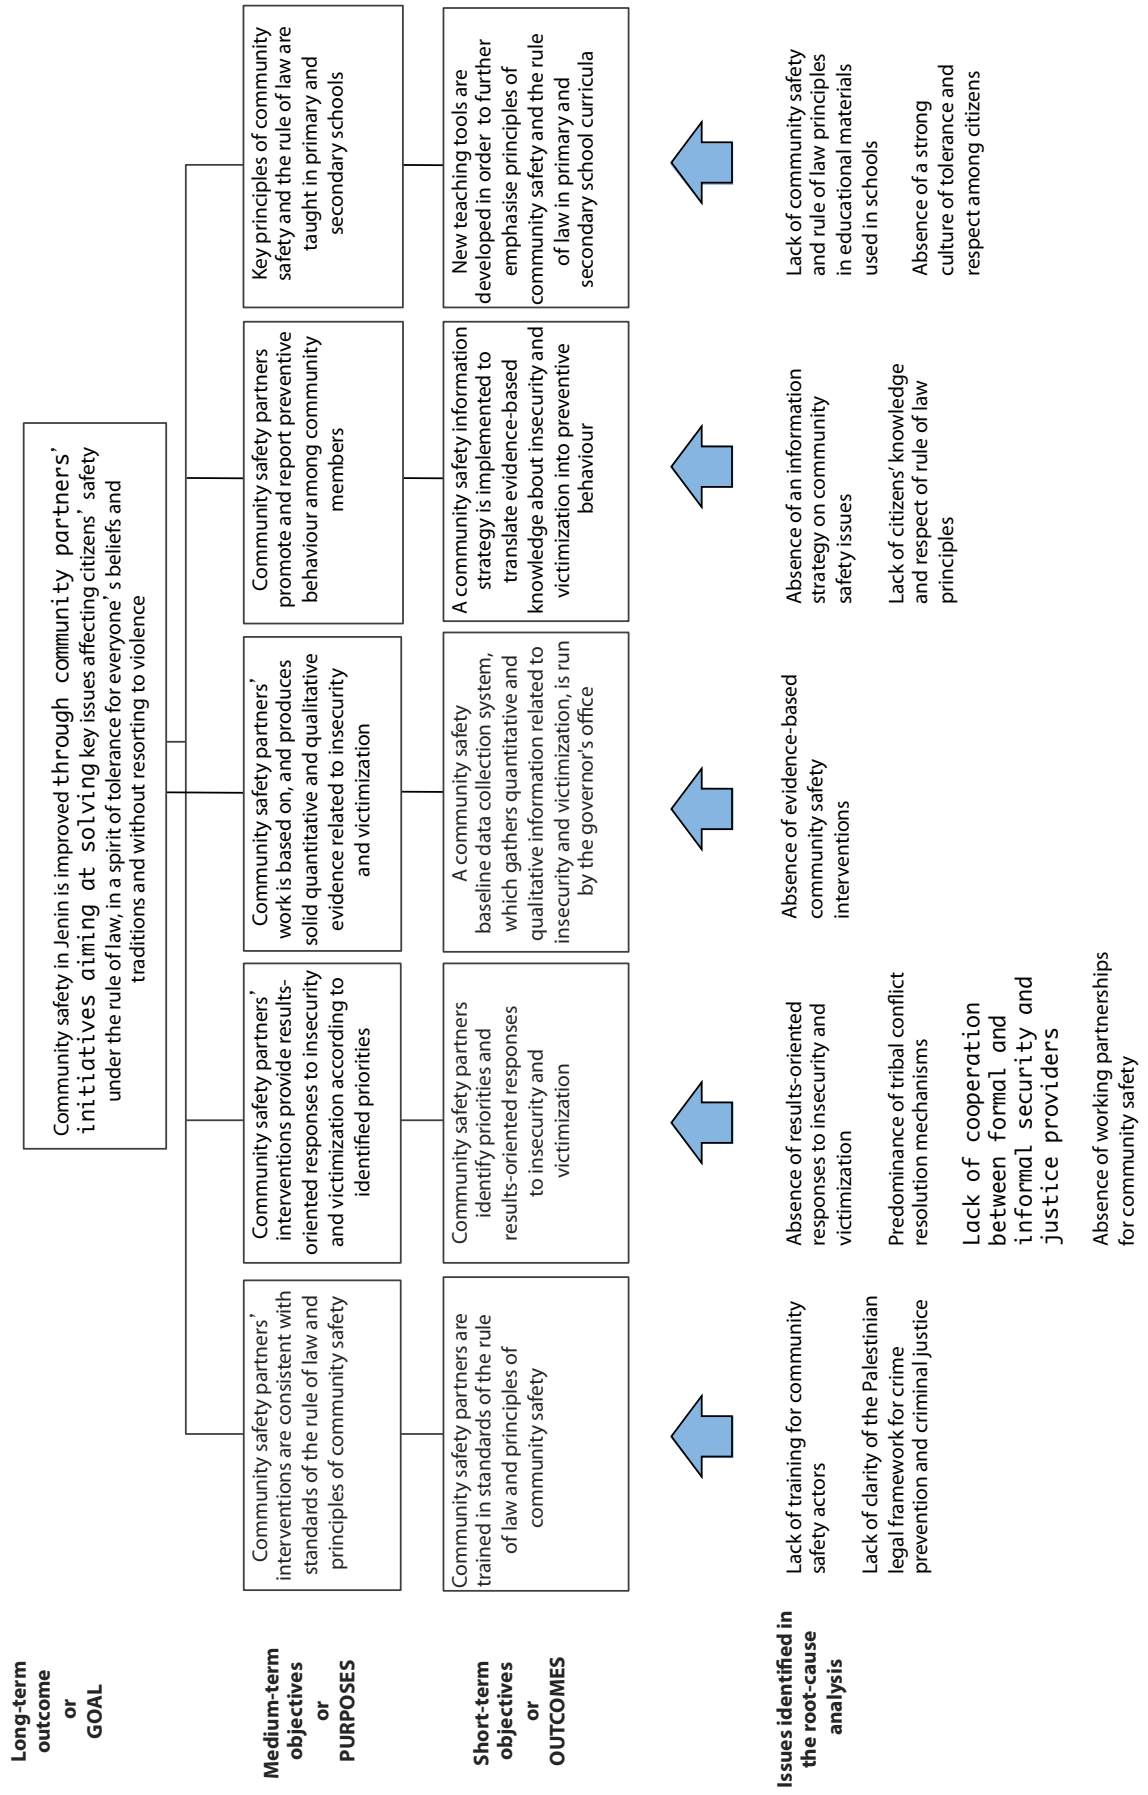 Long-term
outcome
or
GOAL
Community safety in Jenin is improved through community partners’
initiatives aiming at solving key issues affecting citizens’ safety
under the rule of law, in a spirit of tolerance for everyone’s beliefs and
traditions and without resorting to violence
Medium-term
objectives
or
PURPOSES
Community safety partners’
interventions are consistent with
standards of the rule of law and
principles of community safety
Community safety partners’
interventions provide results-
oriented responses to insecurity
and victimization according to
identified priorities
Community safety partners’
work is based on, and produces
solid quantitative and qualitative
evidence related to insecurity
and victimization
Community safety partners
promote and report preventive
behaviour among community
members
Key principles of community
safety and the rule of law are
taught in primary and
secondary schools
Short-term
objectives
or
OUTCOMES
Community safety partners are
trained in standards of the rule
of law and principles of
community safety
Community safety partners
identify priorities and
results-oriented responses
to insecurity and
victimization
A community safety
baseline data collection system,
which gathers quantitative and
qualitative information related to
insecurity and victimization, is run
by the governor's office
A community safety information
strategy is implemented to
translate evidence-based
knowledge about insecurity and
victimization into preventive
behaviour
New teaching tools are
developed in order to further
emphasise principles of
community safety and the rule
of law in primary and
secondary school curricula
Issues identified in
the root-cause
analysis
Lack of training for community
safety actors
Lack of clarity of the Palestinian
legal framework for crime
prevention and criminal justice
Absence of results-oriented
responses to insecurity and
victimization
Predominance of tribal conflict
resolution mechanisms
Lack of cooperation
between formal and
informal security and
justice providers
Absence of working partnerships
for community safety
Absence of evidence-based
community safety
interventions
Absence of an information
strategy on community
safety issues
Lack of citizens’ knowledge
and respect of rule of law
principles
Lack of community safety
and rule of law principles
in educational materials
used in schools
Absence of a strong
culture of tolerance and
respect among citizens